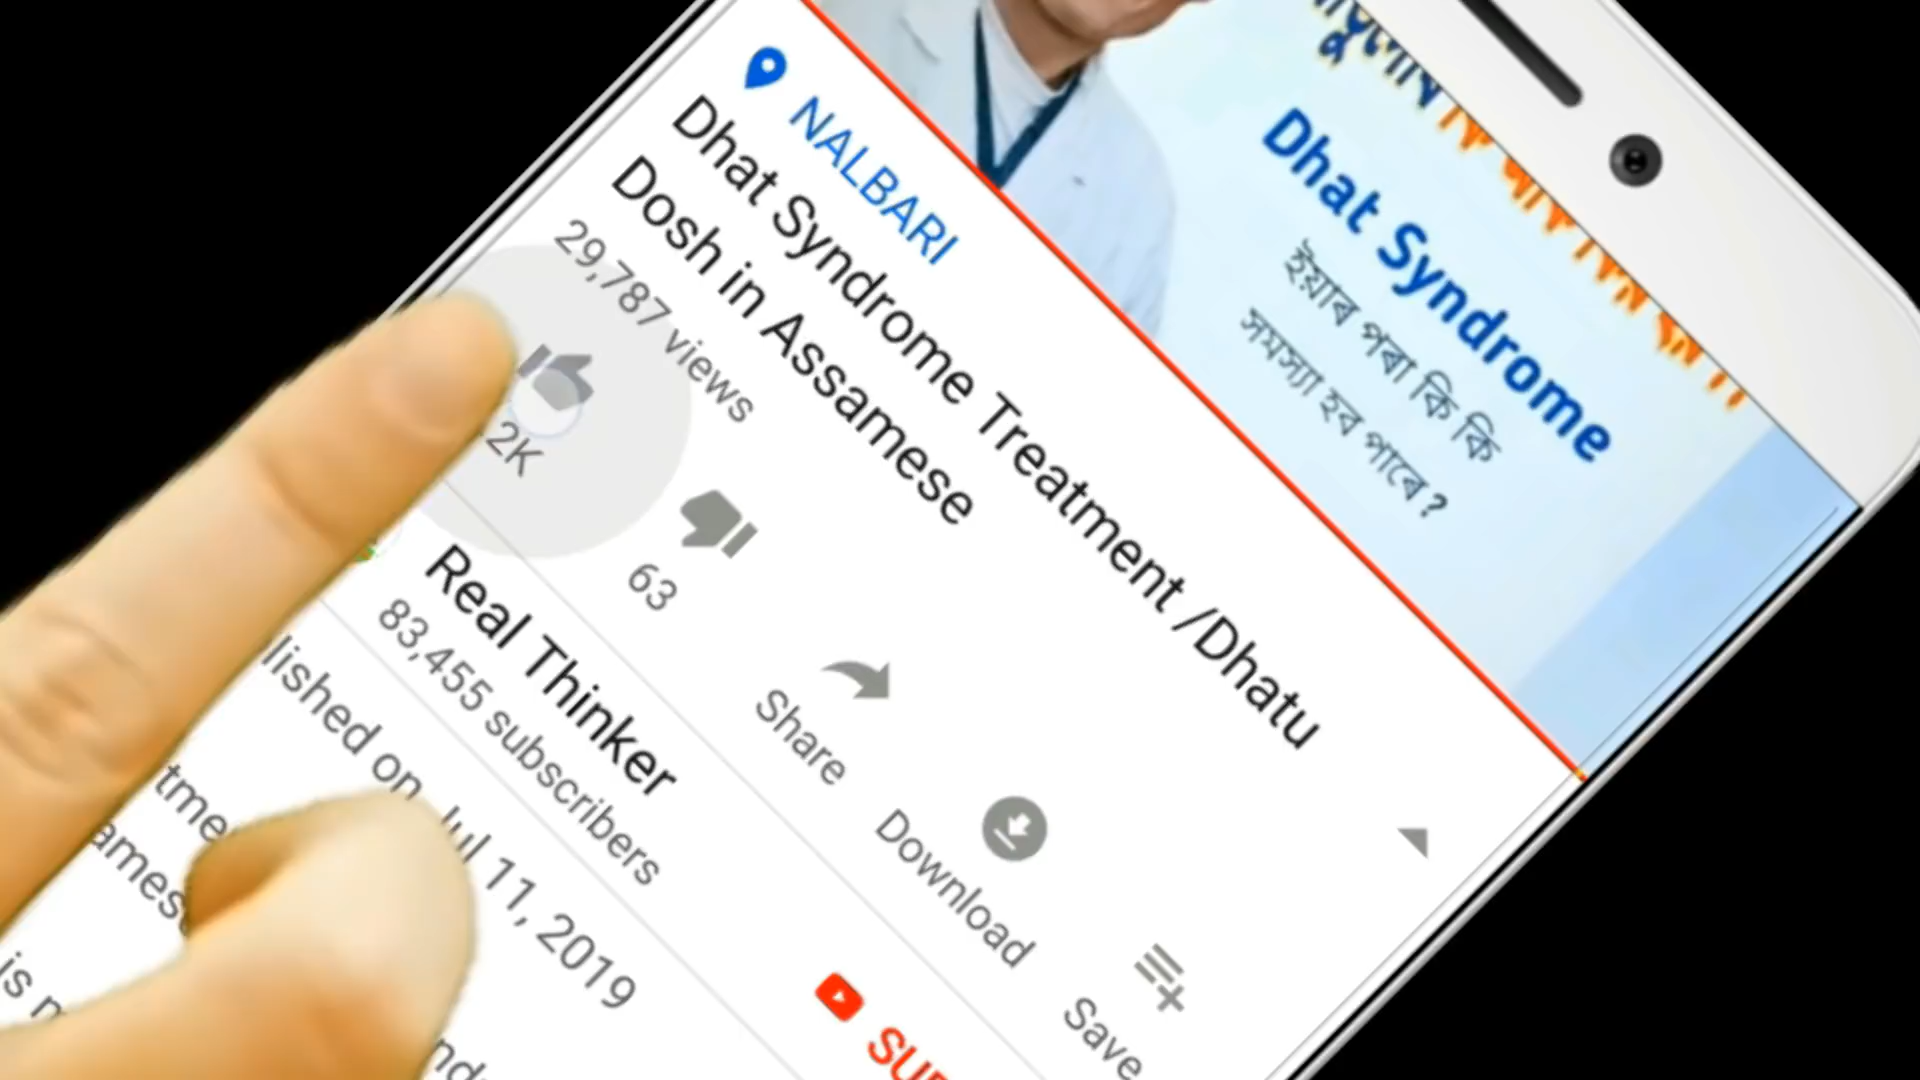 Dhat Syndrome
ইয়াৰ পৰা কি কি
সমস্যা হব পাৰে?
NALBARI
Dhat Syndrome Treatment /Dhatu
Dosh in Assamese
29,787 views
2K
63
Share
Download
Save
Real Thinker
83,455 subscribers
lished on Jul 11, 2019